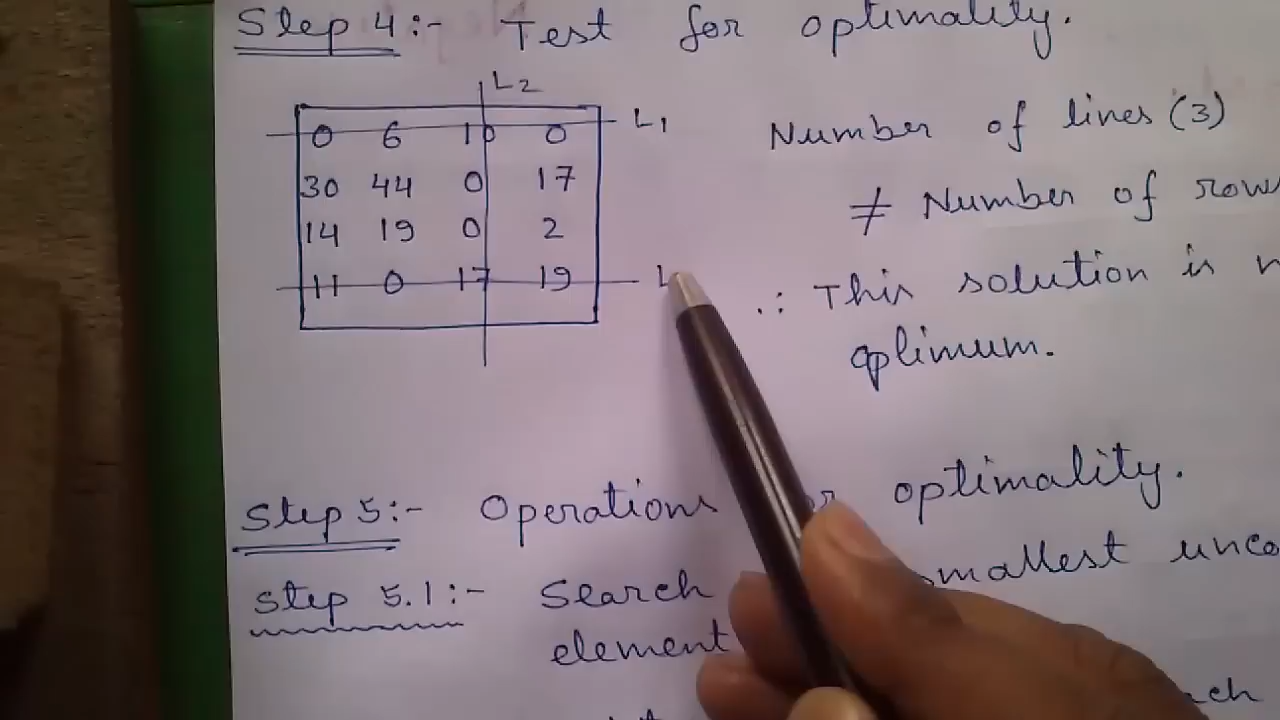 Step 4:- Test for optimality.
L2
0 6 10 0 L1
30 44 0 17
14 19 0 2
11 0 17 19 L
Number of lines (3)
≠ Number of row
∴ This solution is
optimum.
Step 5:- Operations optimality.
Step 5.1:- Search smallest unco
element